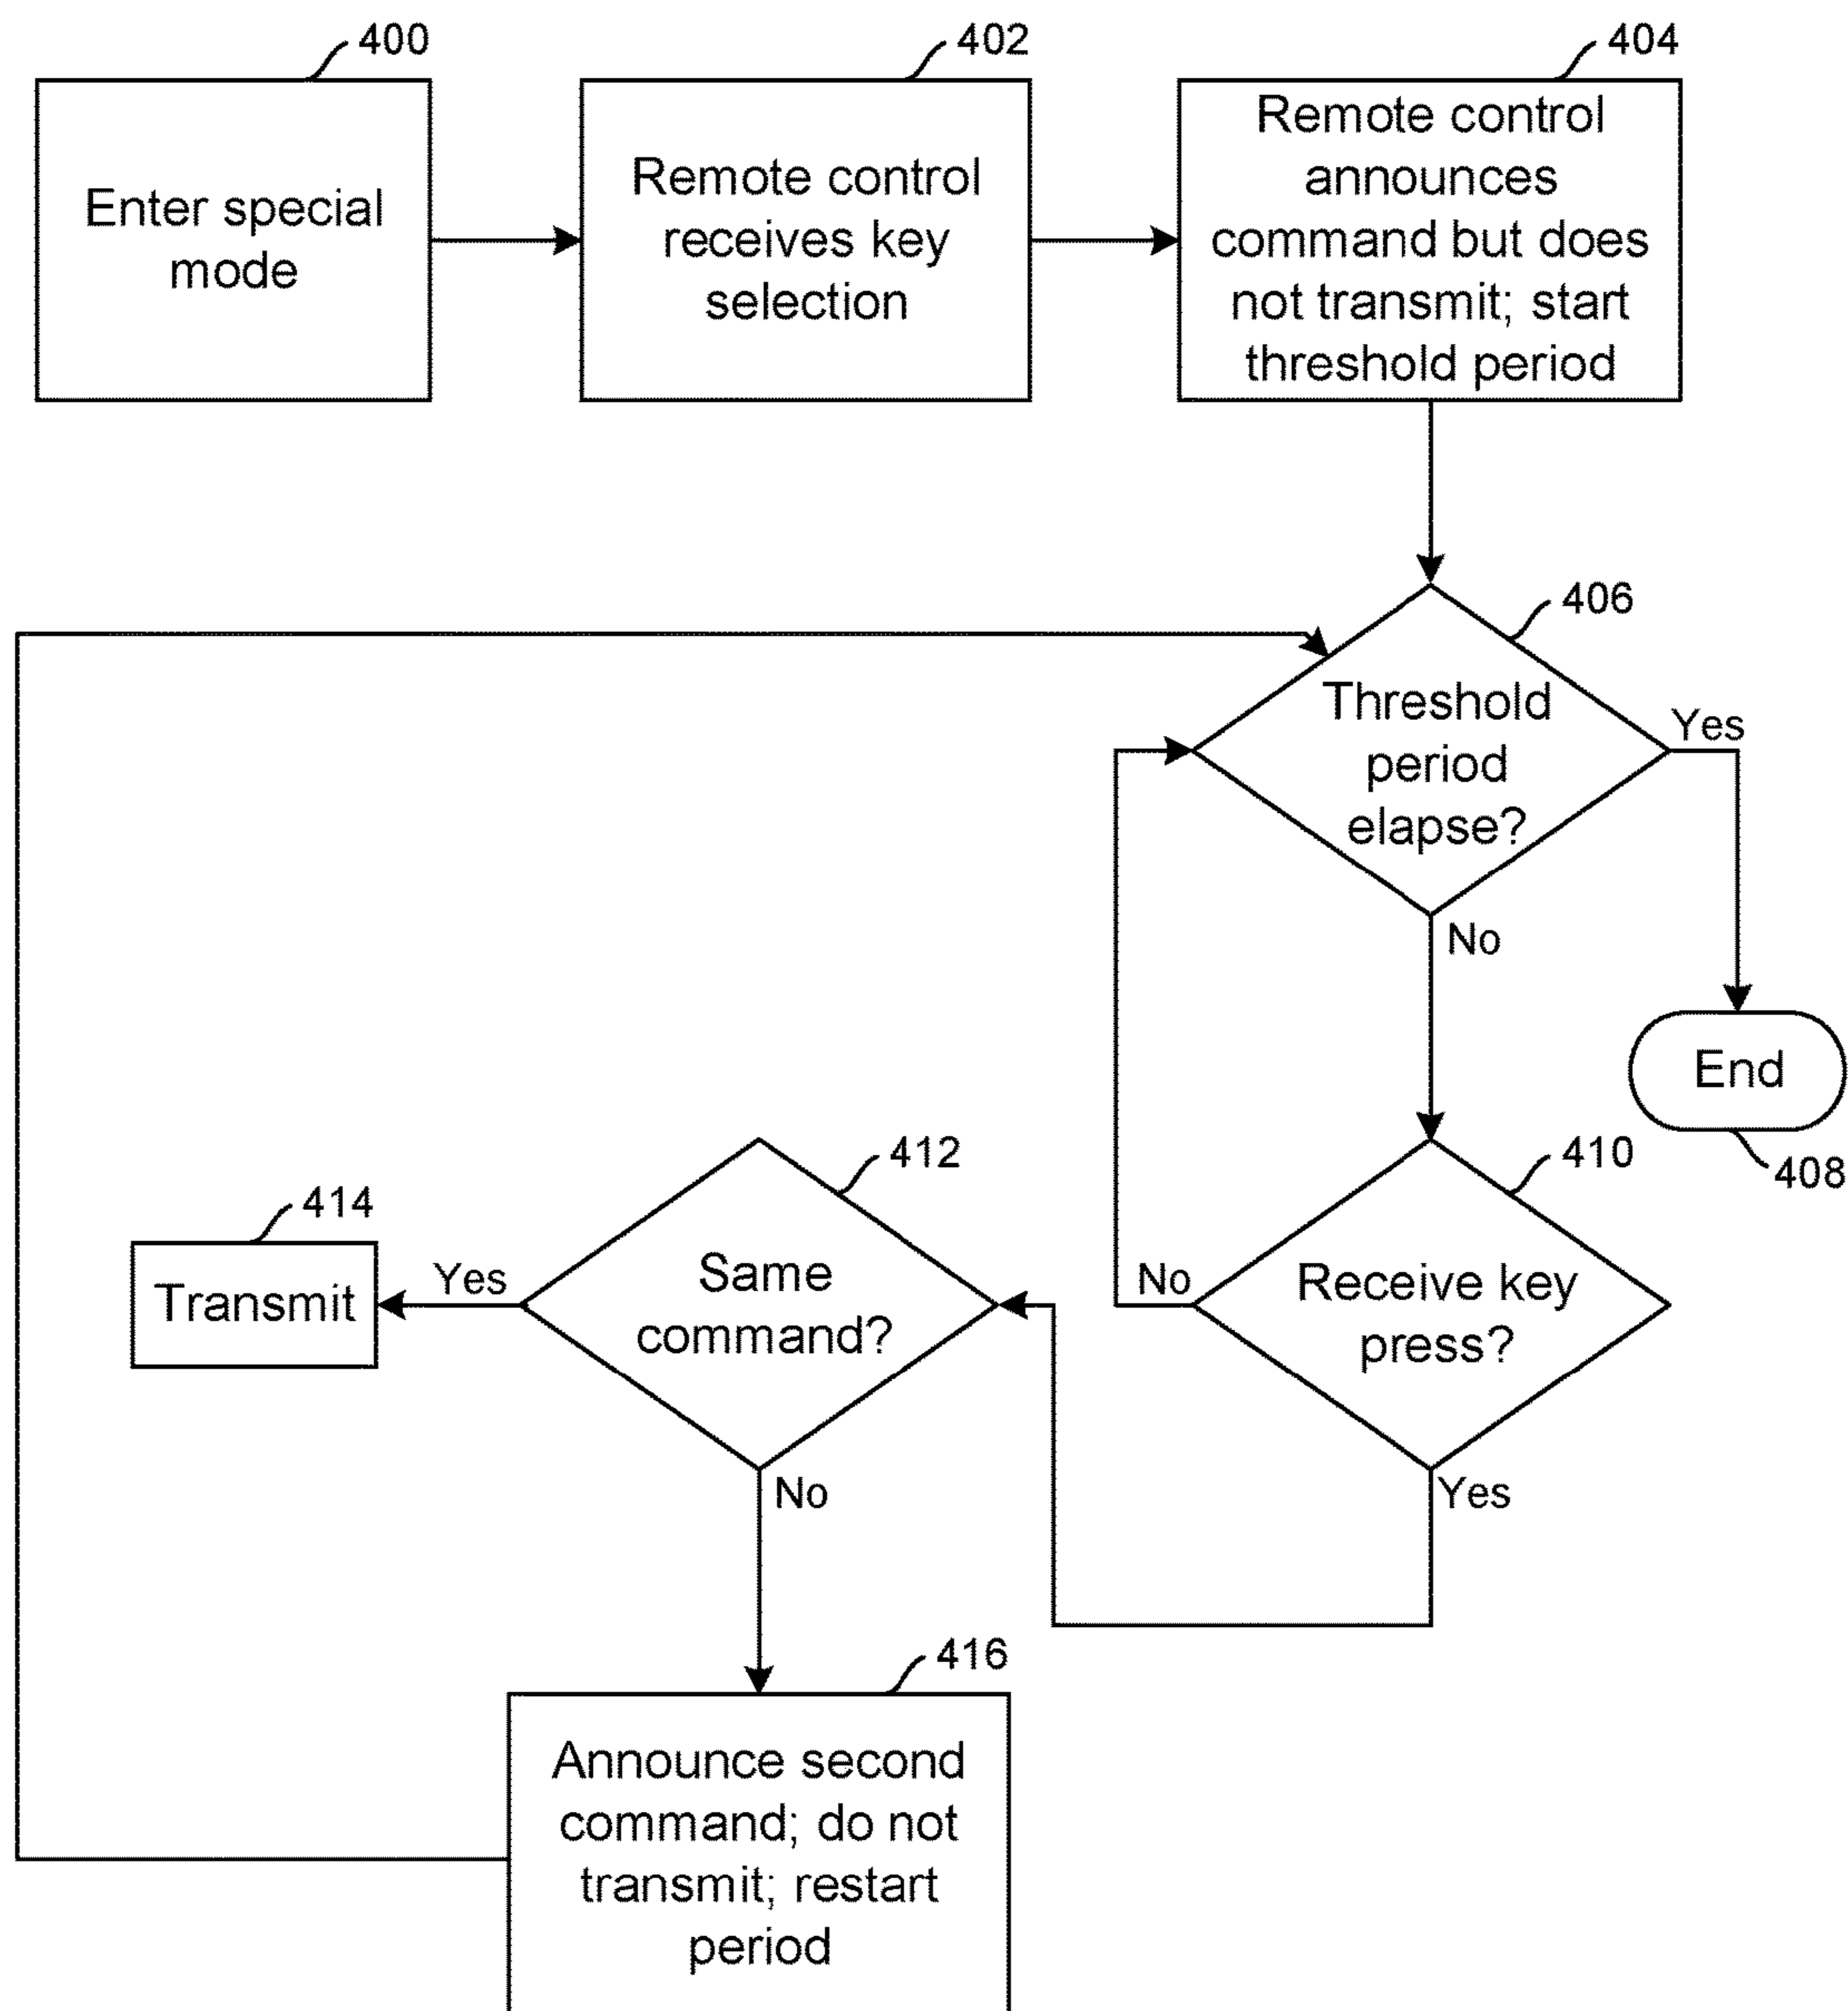 400
Enter special
mode
402
Remote control
receives key
selection
404
Remote control
announces
command but does
not transmit; start
threshold period
406
Threshold
period
elapse?
Yes
No
End
408
410
Receive key
press?
No
Yes
412
Same
command?
Yes
No
414
Transmit
416
Announce second
command; do not
transmit; restart
period